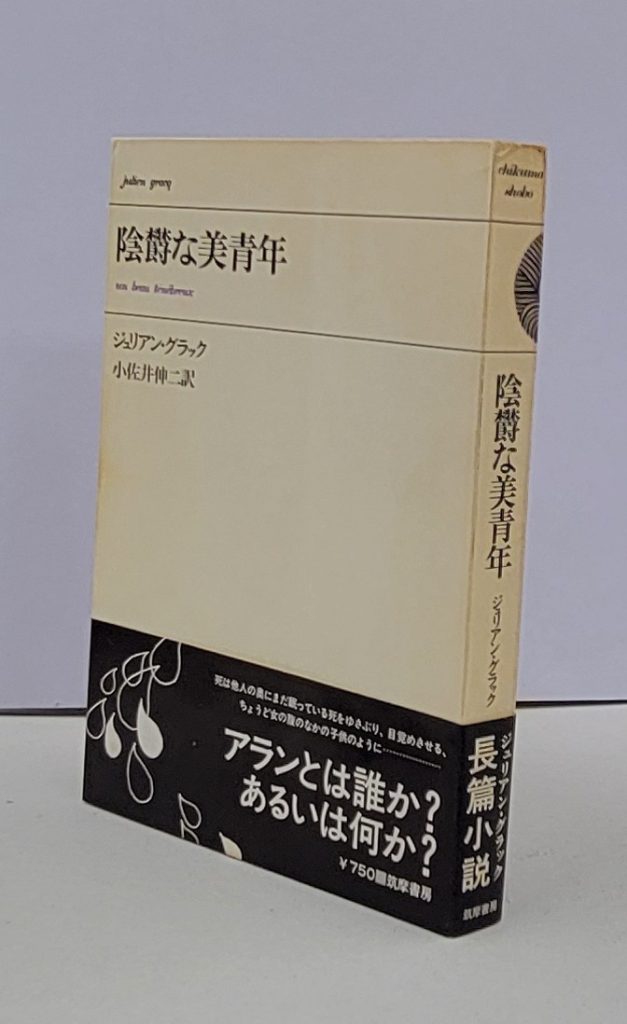 julien gracq
陰欝な美青年
un beau ténébreux
ジュリアン・グラック
小佐井伸二訳
死は他人の奥にまだ眠っている死をゆさぶり、目覚めさせる、
ちょうど女の腹のなかの子供のように…………
アランとは誰か?
あるいは何か?
¥750 筑摩書房
chikuma
shobo
陰欝な美青年
ジュリアン・グラック
ジュリアン・グラック
長篇小説
筑摩書房